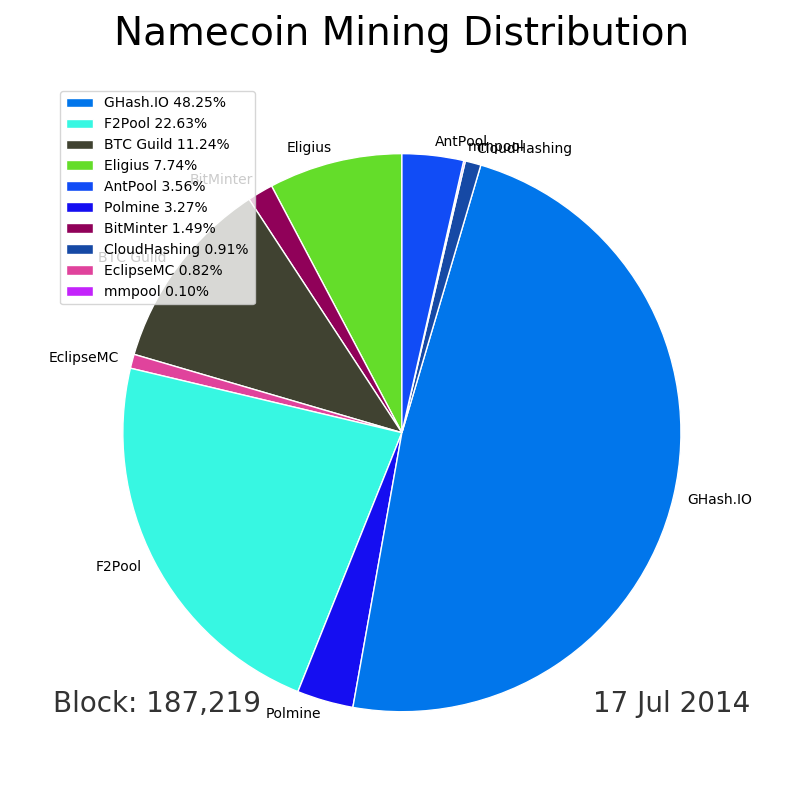 Namecoin Mining Distribution
GHash.IO 48.25%
F2Pool 22.63%
BTC Guild 11.24%
Eligius 7.74%
AntPool 3.56%
Polmine 3.27%
BitMinter 1.49%
CloudHashing 0.91%
EclipseMC 0.82%
mmpool 0.10%
Eligius
AntPool
mmpool
CloudHashing
BitMinter
BTC Guild
EclipseMC
GHash.IO
F2Pool
Polmine
Block: 187,219
17 Jul 2014